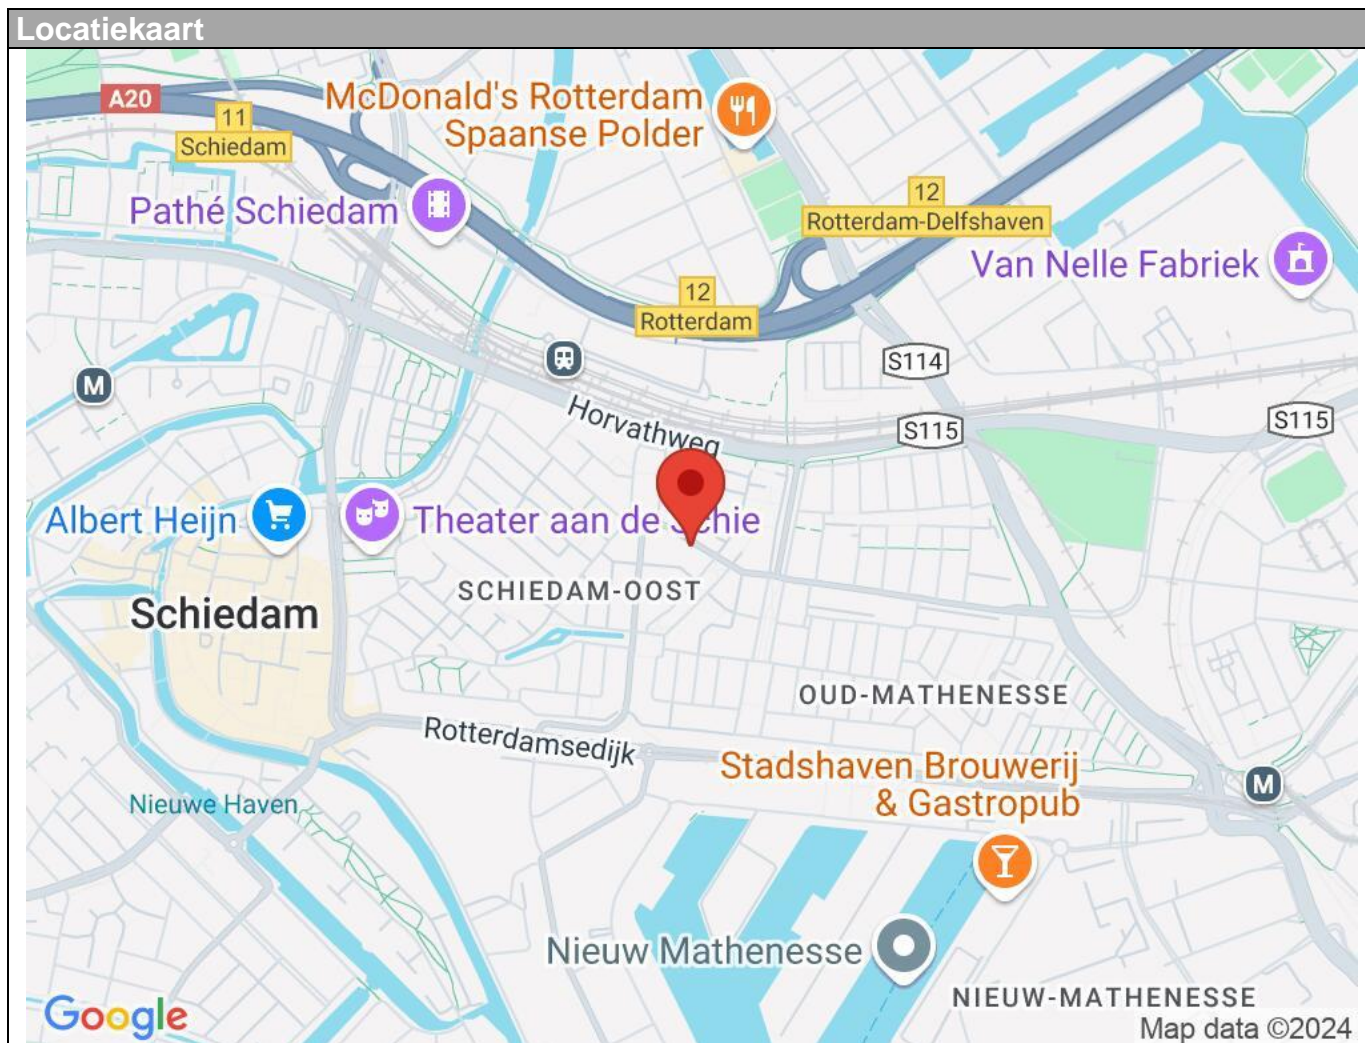 Locatiekaart
A20
11
Schiedam
McDonald's Rotterdam
Spaanse Polder
Pathé Schiedam
12
Rotterdam-Delfshaven
Van Nelle Fabriek
12
Rotterdam
S114
M
Horvathweg
S115
S115
Albert Heijn
Theater aan de Schie
SCHIEDAM-OOST
Schiedam
OUD-MATHENESSE
Rotterdamsedijk
Stadshaven Brouwerij
& Gastropub
M
Nieuwe Haven
Nieuw Mathenesse
NIEUW-MATHENESSE
Google
Map data ©2024